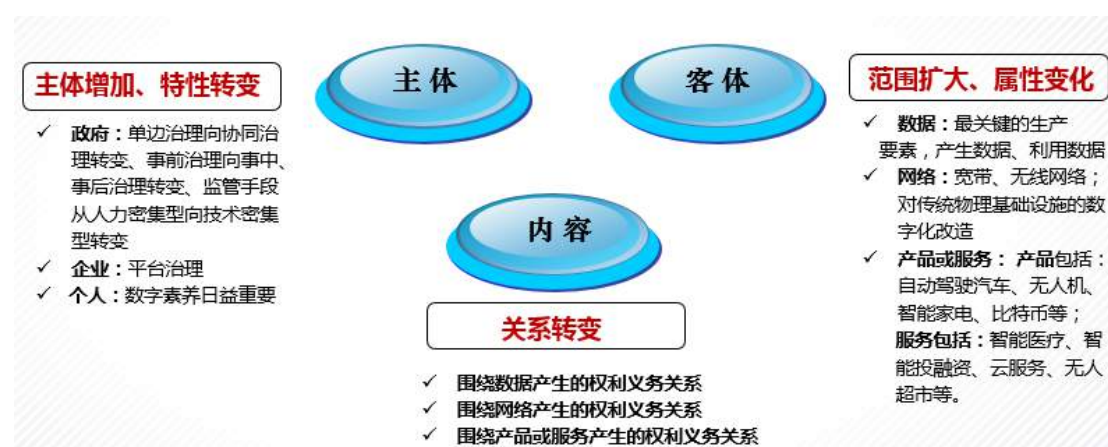 主体增加、特性转变
✓ 政府：单边治理向协同治
理转变、事前治理向事中、
事后治理转变、监管手段
从人力密集型向技术密集
型转变
✓ 企业：平台治理
✓ 个人：数字素养日益重要
主体
客体
内容
关系转变
✓ 围绕数据产生的权利义务关系
✓ 围绕网络产生的权利义务关系
✓ 围绕产品或服务产生的权利义务关系
范围扩大、属性变化
✓ 数据：最关键的生产
要素，产生数据、利用数据
✓ 网络：宽带、无线网络；
对传统物理基础设施的数
字化改造
✓ 产品或服务：产品包括：
自动驾驶汽车、无人机、
智能家电、比特币等；
服务包括：智能医疗、智
能投融资、云服务、无人
超市等。